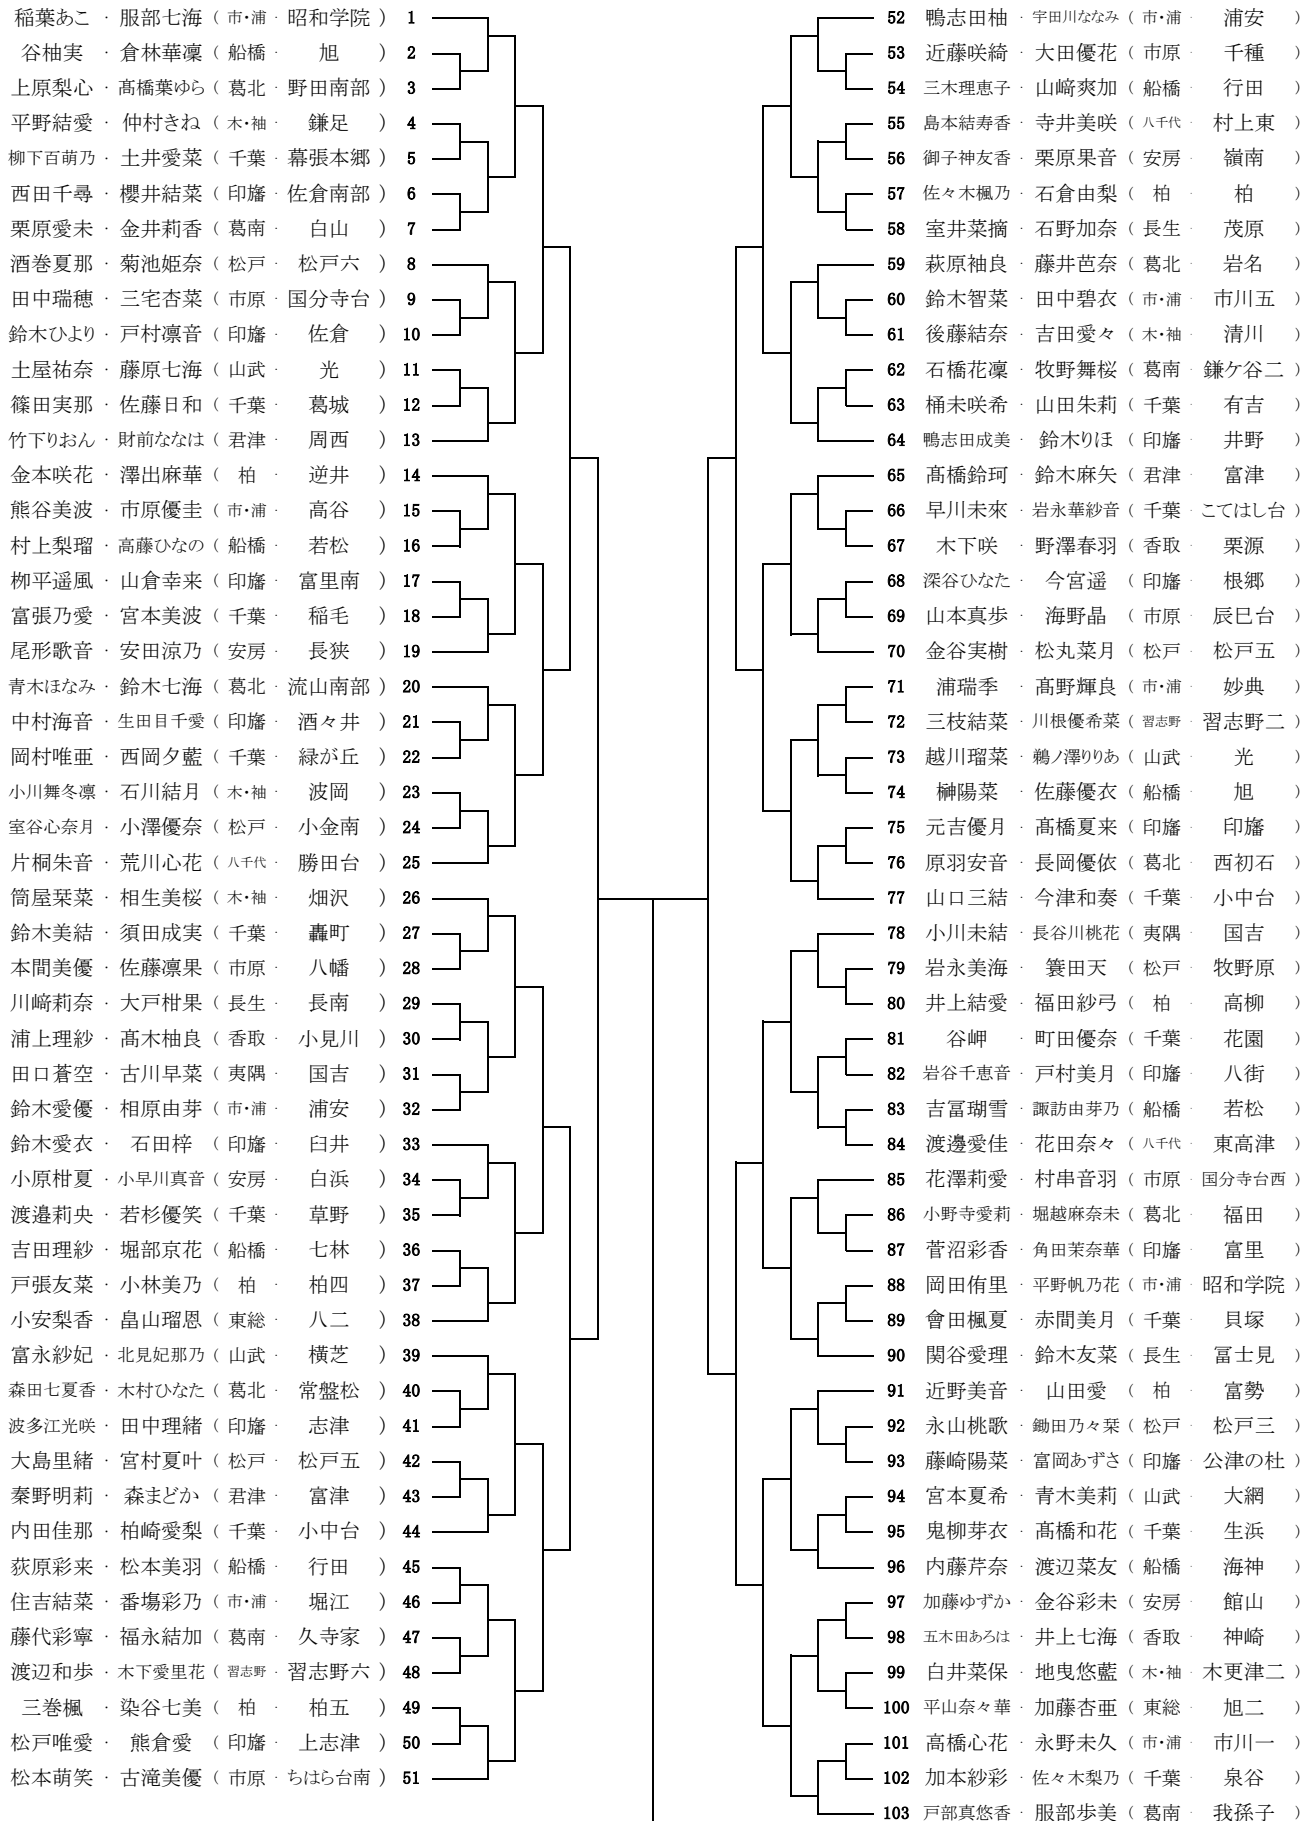 稲葉あこ · 服部七海 ( 市・浦 · 昭和学院 ) 1
谷柚実 · 倉林華凜 ( 船橋 · 旭 ) 2
上原梨心 · 髙橋葉ゆら ( 葛北 · 野田南部 ) 3
平野結愛 · 仲村きね ( 木・袖 · 鎌足 ) 4
柳下百萌乃 · 土井愛菜 ( 千葉 · 幕張本郷 ) 5
西田千尋 · 櫻井結菜 ( 印旛 · 佐倉南部 ) 6
栗原愛未 · 金井莉香 ( 葛南 · 白山 ) 7
酒巻夏那 · 菊池姫奈 ( 松戸 · 松戸六 ) 8
田中瑞穂 · 三宅杏菜 ( 市原 · 国分寺台 ) 9
鈴木ひより · 戸村凛音 ( 印旛 · 佐倉 ) 10
土屋祐奈 · 藤原七海 ( 山武 · 光 ) 11
篠田実那 · 佐藤日和 ( 千葉 · 葛城 ) 12
竹下りおん · 財前ななは ( 君津 · 周西 ) 13
金本咲花 · 澤出麻華 ( 柏 · 逆井 ) 14
熊谷美波 · 市原優圭 ( 市・浦 · 高谷 ) 15
村上梨瑠 · 高藤ひなの ( 船橋 · 若松 ) 16
栁平遥風 · 山倉幸来 ( 印旛 · 富里南 ) 17
富張乃愛 · 宮本美波 ( 千葉 · 稲毛 ) 18
尾形歌音 · 安田涼乃 ( 安房 · 長狭 ) 19
青木ほなみ · 鈴木七海 ( 葛北 · 流山南部 ) 20
中村海音 · 生田目千愛 ( 印旛 · 酒々井 ) 21
岡村唯亜 · 西岡夕藍 ( 千葉 · 緑が丘 ) 22
小川舞冬凛 · 石川結月 ( 木・袖 · 波岡 ) 23
室谷心奈月 · 小澤優奈 ( 松戸 · 小金南 ) 24
片桐朱音 · 荒川心花 ( 八千代 · 勝田台 ) 25
筒屋栞菜 · 相生美桜 ( 木・袖 · 畑沢 ) 26
鈴木美結 · 須田成実 ( 千葉 · 轟町 ) 27
本間美優 · 佐藤凛果 ( 市原 · 八幡 ) 28
川﨑莉奈 · 大戸柑果 ( 長生 · 長南 ) 29
浦上理紗 · 髙木柚良 ( 香取 · 小見川 ) 30
田口蒼空 · 古川早菜 ( 夷隅 · 国吉 ) 31
鈴木愛優 · 相原由芽 ( 市・浦 · 浦安 ) 32
鈴木愛衣 · 石田梓 ( 印旛 · 臼井 ) 33
小原柑夏 · 小早川真音 ( 安房 · 白浜 ) 34
渡邉莉央 · 若杉優笑 ( 千葉 · 草野 ) 35
吉田理紗 · 堀部京花 ( 船橋 · 七林 ) 36
戸張友菜 · 小林美乃 ( 柏 · 柏四 ) 37
小安梨香 · 畠山瑠恩 ( 東総 · 八二 ) 38
富永紗妃 · 北見妃那乃 ( 山武 · 横芝 ) 39
森田七夏香 · 木村ひなた ( 葛北 · 常盤松 ) 40
波多江光咲 · 田中理緒 ( 印旛 · 志津 ) 41
大島里緒 · 宮村夏叶 ( 松戸 · 松戸五 ) 42
秦野明莉 · 森まどか ( 君津 · 富津 ) 43
内田佳那 · 柏崎愛梨 ( 千葉 · 小中台 ) 44
荻原彩来 · 松本美羽 ( 船橋 · 行田 ) 45
住吉結菜 · 番場彩乃 ( 市・浦 · 堀江 ) 46
藤代彩寧 · 福永結加 ( 葛南 · 久寺家 ) 47
渡辺和歩 · 木下愛里花 ( 習志野 · 習志野六 ) 48
三巻楓 · 染谷七美 ( 柏 · 柏五 ) 49
松戸唯愛 · 熊倉愛 ( 印旛 · 上志津 ) 50
松本萌笑 · 古滝美優 ( 市原 · ちはら台南 ) 51
52 鴨志田柚 · 宇田川ななみ ( 市・浦 · 浦安 )
53 近藤咲綺 · 大田優花 ( 市原 · 千種 )
54 三木理恵子 · 山﨑爽加 ( 船橋 · 行田 )
55 島本結寿香 · 寺井美咲 ( 八千代 · 村上東 )
56 御子神友香 · 栗原果音 ( 安房 · 嶺南 )
57 佐々木楓乃 · 石倉由梨 ( 柏 · 柏 )
58 室井菜摘 · 石野加奈 ( 長生 · 茂原 )
59 萩原袖良 · 藤井芭奈 ( 葛北 · 岩名 )
60 鈴木智菜 · 田中碧衣 ( 市・浦 · 市川五 )
61 後藤結奈 · 吉田愛々 ( 木・袖 · 清川 )
62 石橋花凜 · 牧野舞桜 ( 葛南 · 鎌ケ谷二 )
63 桶未咲希 · 山田朱莉 ( 千葉 · 有吉 )
64 鴨志田成美 · 鈴木りほ ( 印旛 · 井野 )
65 髙橋鈴珂 · 鈴木麻矢 ( 君津 · 富津 )
66 早川未來 · 岩永華紗音 ( 千葉 · こてはし台 )
67 木下咲 · 野澤春羽 ( 香取 · 栗源 )
68 深谷ひなた · 今宮遥 ( 印旛 · 根郷 )
69 山本真歩 · 海野晶 ( 市原 · 辰巳台 )
70 金谷実樹 · 松丸菜月 ( 松戸 · 松戸五 )
71 浦瑞季 · 髙野輝良 ( 市・浦 · 妙典 )
72 三枝結菜 · 川根優希菜 ( 習志野 · 習志野二 )
73 越川瑠菜 · 鵜ノ澤りりあ ( 山武 · 光 )
74 榊陽菜 · 佐藤優衣 ( 船橋 · 旭 )
75 元吉優月 · 髙橋夏来 ( 印旛 · 印旛 )
76 原羽安音 · 長岡優依 ( 葛北 · 西初石 )
77 山口三結 · 今津和奏 ( 千葉 · 小中台 )
78 小川未結 · 長谷川桃花 ( 夷隅 · 国吉 )
79 岩永美海 · 簑田天 ( 松戸 · 牧野原 )
80 井上結愛 · 福田紗弓 ( 柏 · 高柳 )
81 谷岬 · 町田優奈 ( 千葉 · 花園 )
82 岩谷千恵音 · 戸村美月 ( 印旛 · 八街 )
83 吉冨瑚雪 · 諏訪由芽乃 ( 船橋 · 若松 )
84 渡邊愛佳 · 花田奈々 ( 八千代 · 東高津 )
85 花澤莉愛 · 村串音羽 ( 市原 · 国分寺台西 )
86 小野寺愛莉 · 堀越麻奈未 ( 葛北 · 福田 )
87 菅沼彩香 · 角田茉奈華 ( 印旛 · 富里 )
88 岡田侑里 · 平野帆乃花 ( 市・浦 · 昭和学院 )
89 會田楓夏 · 赤間美月 ( 千葉 · 貝塚 )
90 関谷愛理 · 鈴木友菜 ( 長生 · 冨士見 )
91 近野美音 · 山田愛 ( 柏 · 富勢 )
92 永山桃歌 · 鋤田乃々栞 ( 松戸 · 松戸三 )
93 藤崎陽菜 · 富岡あずさ ( 印旛 · 公津の杜 )
94 宮本夏希 · 青木美莉 ( 山武 · 大網 )
95 鬼柳芽衣 · 髙橋和花 ( 千葉 · 生浜 )
96 内藤芹奈 · 渡辺菜友 ( 船橋 · 海神 )
97 加藤ゆずか · 金谷彩未 ( 安房 · 館山 )
98 五木田あろは · 井上七海 ( 香取 · 神崎 )
99 白井菜保 · 地曳悠藍 ( 木・袖 · 木更津二 )
100 平山奈々華 · 加藤杏亜 ( 東総 · 旭二 )
101 高橋心花 · 永野未久 ( 市・浦 · 市川一 )
102 加本紗彩 · 佐々木梨乃 ( 千葉 · 泉谷 )
103 戸部真悠香 · 服部歩美 ( 葛南 · 我孫子 )